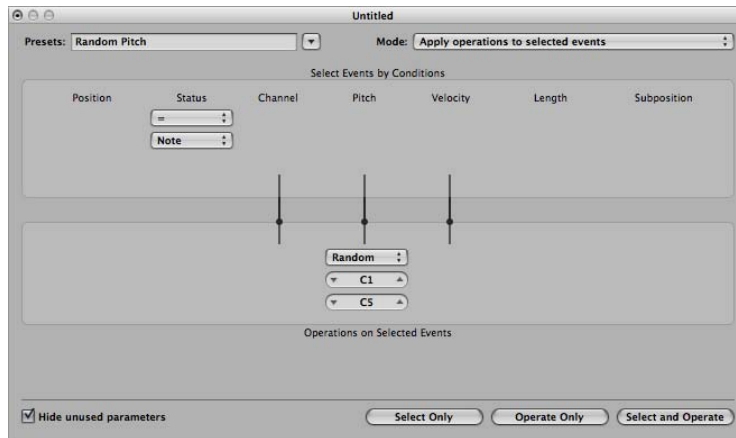 Untitled
Presets: Random Pitch Mode: Apply operations to selected events
Select Events by Conditions
Position Status Channel Pitch Velocity Length Subposition
=
Note
Random
C1
C5
Operations on Selected Events
Hide unused parameters Select Only Operate Only Select and Operate